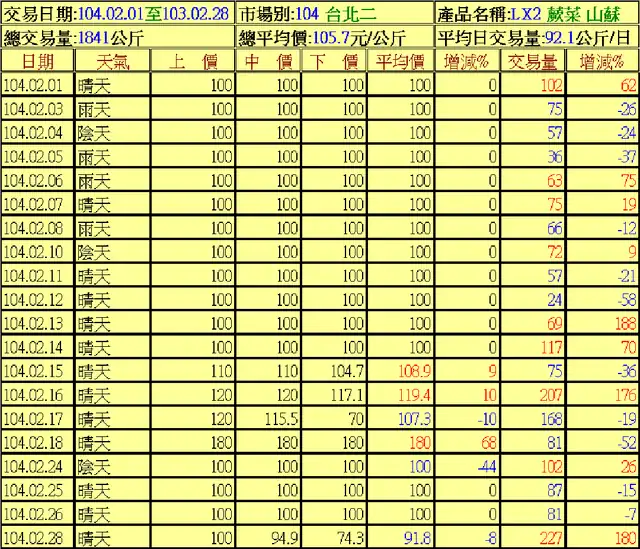 交易日期:104.02.01至103.02.28 市場別:104 台北二 產品名稱:LX2 蕨菜 山蘇
總交易量:1841公斤 總平均價:105.7元/公斤 平均日交易量:92.1公斤/日
日期 天氣 上 價 中 價 下 價 平均價 增減% 交易量 增減%
104.02.01 晴天 100 100 100 100 0 102 62
104.02.03 雨天 100 100 100 100 0 75 -26
104.02.04 陰天 100 100 100 100 0 57 -24
104.02.05 雨天 100 100 100 100 0 36 -37
104.02.06 雨天 100 100 100 100 0 63 75
104.02.07 晴天 100 100 100 100 0 75 19
104.02.08 雨天 100 100 100 100 0 66 -12
104.02.10 陰天 100 100 100 100 0 72 9
104.02.11 晴天 100 100 100 100 0 57 -21
104.02.12 晴天 100 100 100 100 0 24 -58
104.02.13 晴天 100 100 100 100 0 69 188
104.02.14 晴天 100 100 100 100 0 117 70
104.02.15 晴天 110 110 104.7 108.9 9 75 -36
104.02.16 晴天 120 120 117.1 119.4 10 207 176
104.02.17 晴天 120 115.5 70 107.3 -10 168 -19
104.02.18 晴天 180 180 180 180 68 81 -52
104.02.24 陰天 100 100 100 100 -44 102 26
104.02.25 晴天 100 100 100 100 0 87 -15
104.02.26 晴天 100 100 100 100 0 81 -7
104.02.28 晴天 100 94.9 74.3 91.8 -8 227 180